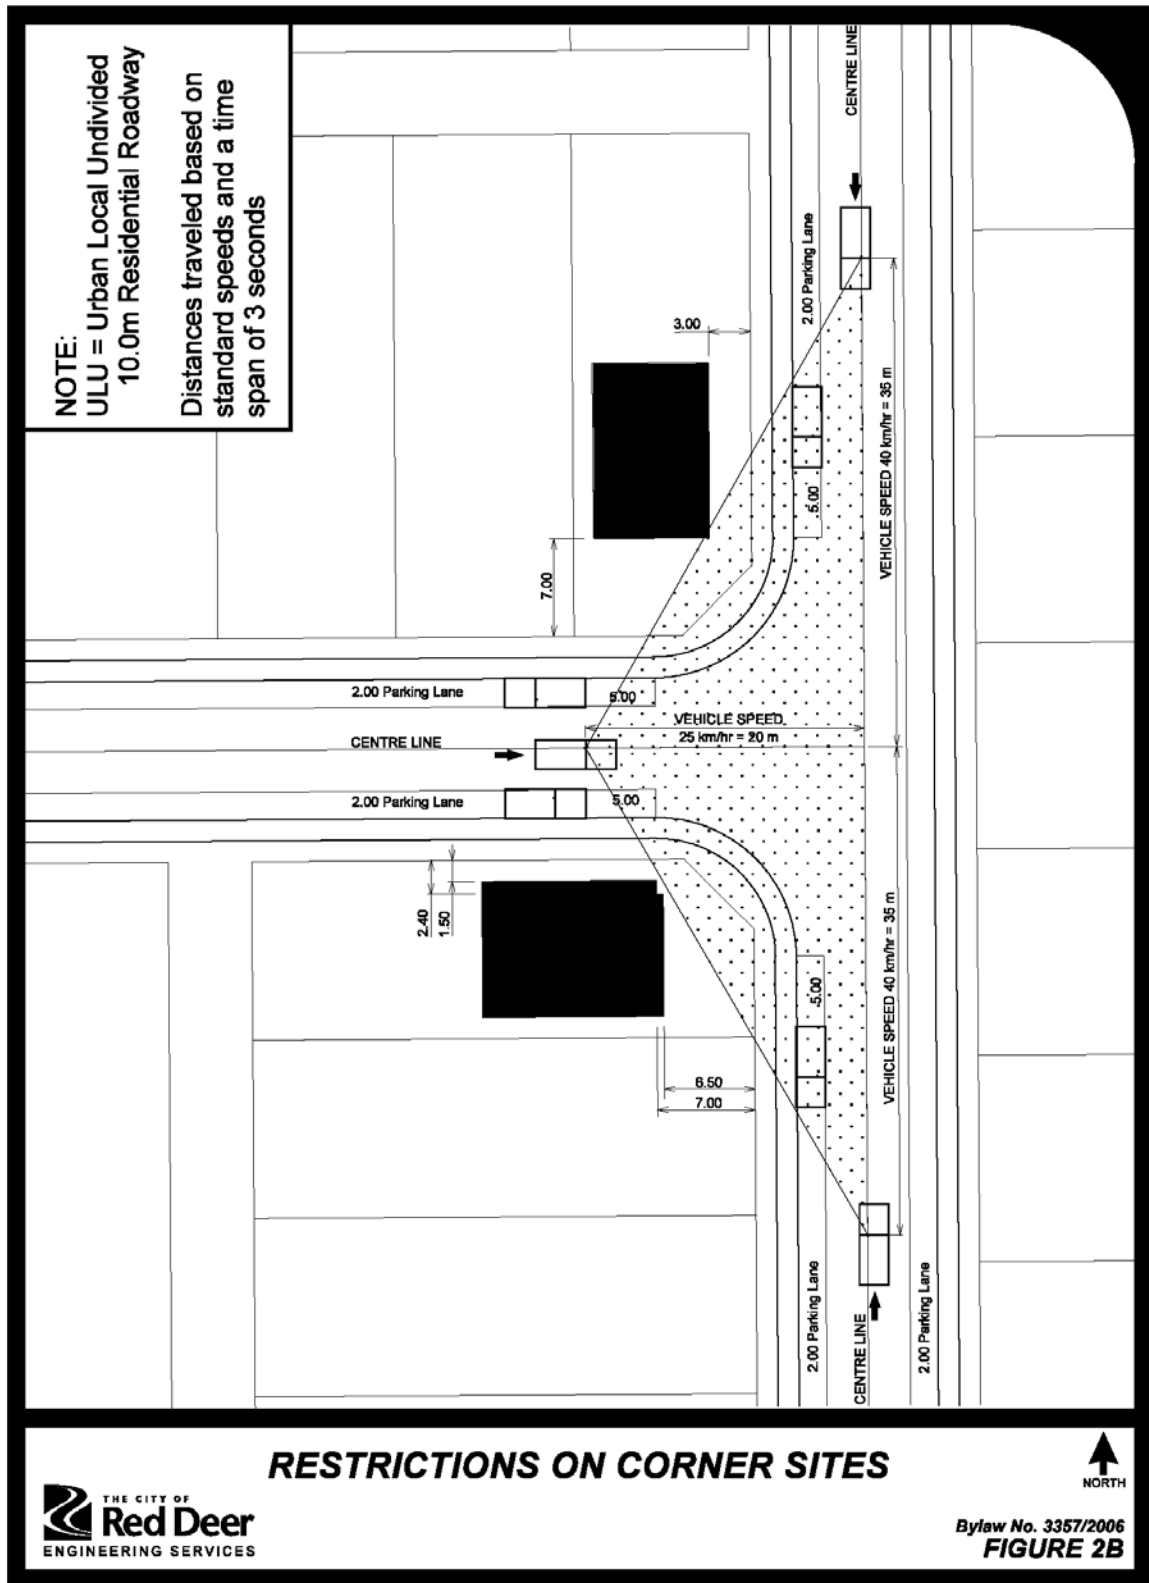 NOTE:
ULU = Urban Local Undivided
10.0m Residential Roadway
Distances traveled based on
standard speeds and a time
span of 3 seconds
CENTRE LINE
2.00 Parking Lane
3.00
VEHICLE SPEED 40 km/hr = 35 m
5.00
7.00
2.00 Parking Lane
5.00
VEHICLE SPEED
25 km/hr = 20 m
CENTRE LINE
2.00 Parking Lane
5.00
2.40
1.50
VEHICLE SPEED 40 km/hr = 35 m
5.00
6.50
7.00
2.00 Parking Lane
CENTRE LINE
2.00 Parking Lane
RESTRICTIONS ON CORNER SITES
NORTH
THE CITY OF
Red Deer
ENGINEERING SERVICES
Bylaw No. 3357/2006
FIGURE 2B